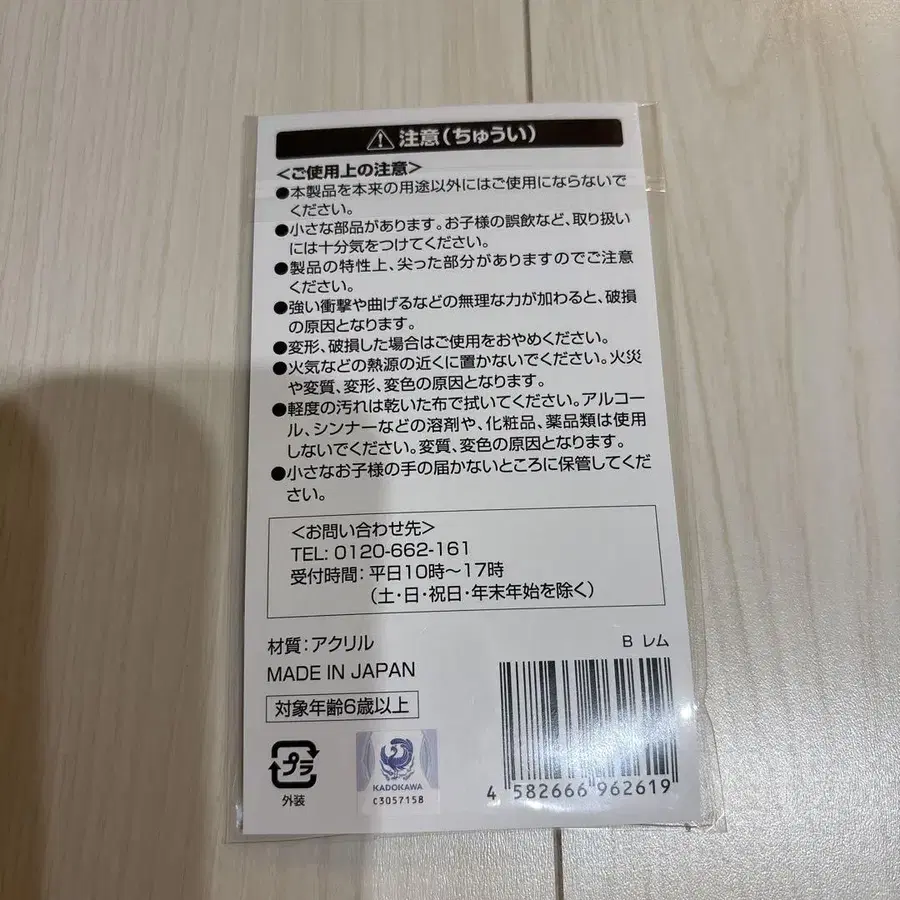 注意(ちゅうい)
<ご使用上の注意>
●本製品を本来の用途以外にはご使用にならないで
ください。
●小さな部品があります。お子様の誤飲など、取り扱い
には十分気をつけてください。
●製品の特性上、尖った部分がありますのでご注意
ください。
●強い衝撃や曲げるなどの無理な力が加わると、破損
の原因となります。
●変形、破損した場合はご使用をおやめください。
●火気などの熱源の近くに置かないでください。火災
や変質、変形、変色の原因となります。
●軽度の汚れは乾いた布で拭いてください。アルコー
ル、シンナーなどの溶剤や、化粧品、薬品類は使用
しないでください。変質、変色の原因となります。
●小さなお子様の手の届かないところに保管してくだ
さい。
<お問い合わせ先>
TEL: 0120-662-161
受付時間:平日10時～17時
(土・日・祝日・年末年始を除く)
材質:アクリル
B レム
MADE IN JAPAN
対象年齢6歳以上
プラ
外装
KADOKAWA
C3057158
4 582666 962619